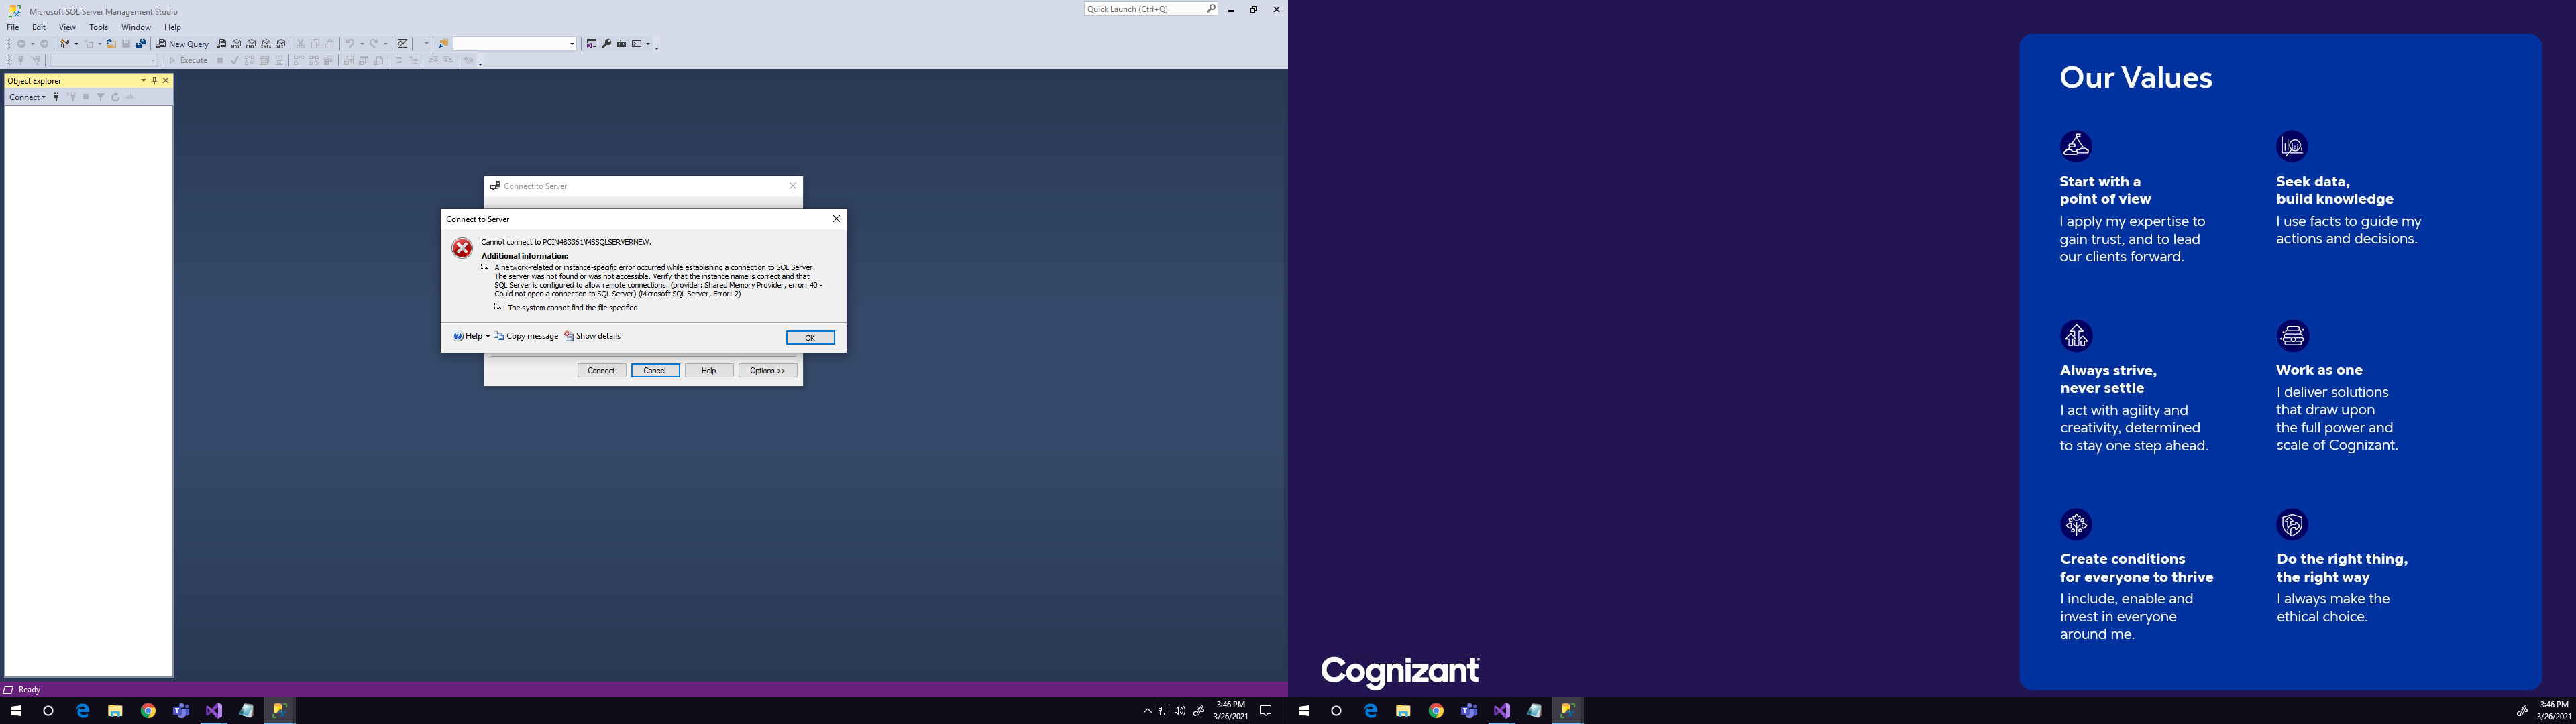 Microsoft SQL Server Management Studio
Quick Launch (Ctrl+Q)
File Edit View Tools Window Help
New Query
Execute
Object Explorer
Connect
Connect to Server
Connect to Server
Cannot connect to PCIN483361\MSSQLSERVERNEW.
Additional information:
A network-related or instance-specific error occurred while establishing a connection to SQL Server.
The server was not found or was not accessible. Verify that the instance name is correct and that
SQL Server is configured to allow remote connections. (provider: Shared Memory Provider, error: 40 -
Could not open a connection to SQL Server) (Microsoft SQL Server, Error: 2)
The system cannot find the file specified
Help Copy message Show details OK
Connect Cancel Help Options >>
Ready
3:46 PM
3/26/2021
Our Values
Start with a
point of view
I apply my expertise to
gain trust, and to lead
our clients forward.
Seek data,
build knowledge
I use facts to guide my
actions and decisions.
Always strive,
never settle
I act with agility and
creativity, determined
to stay one step ahead.
Work as one
I deliver solutions
that draw upon
the full power and
scale of Cognizant.
Create conditions
for everyone to thrive
I include, enable and
invest in everyone
around me.
Do the right thing,
the right way
I always make the
ethical choice.
Cognizant
3:46 PM
3/26/2021